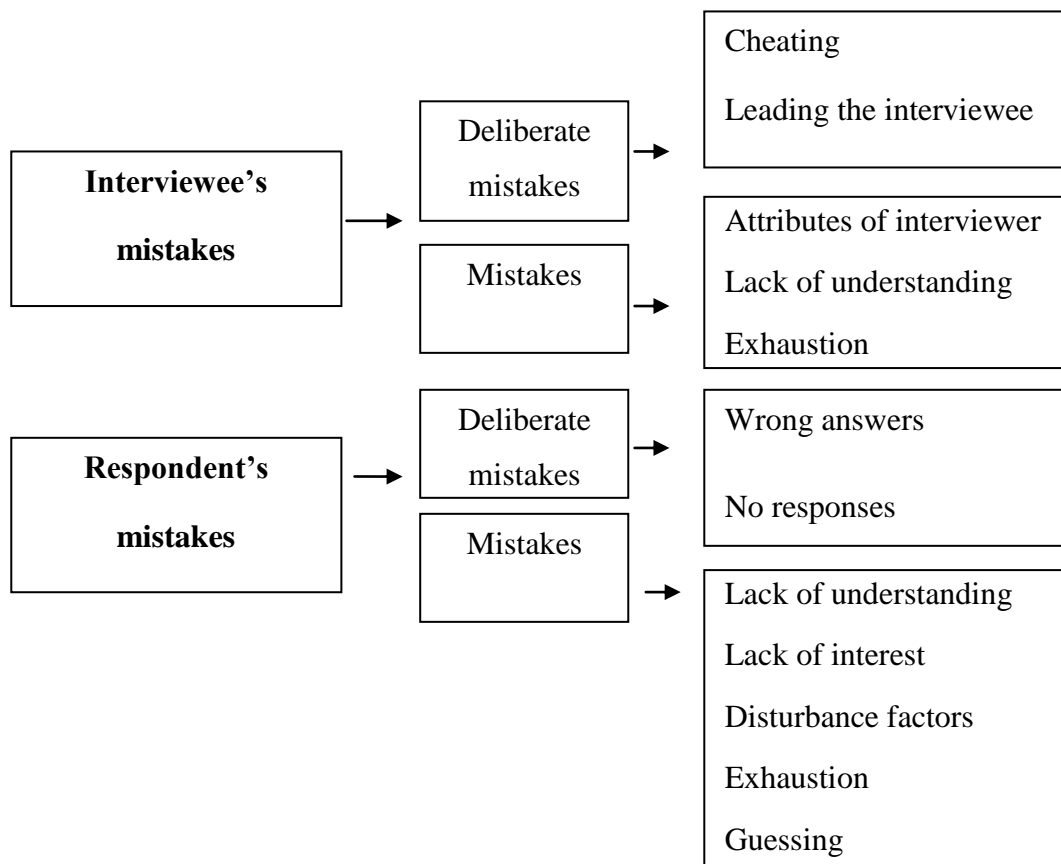 Interviewee’s
mistakes
Deliberate
mistakes
Cheating
Leading the interviewee
Mistakes
Attributes of interviewer
Lack of understanding
Exhaustion
Respondent’s
mistakes
Deliberate
mistakes
Wrong answers
No responses
Mistakes
Lack of understanding
Lack of interest
Disturbance factors
Exhaustion
Guessing